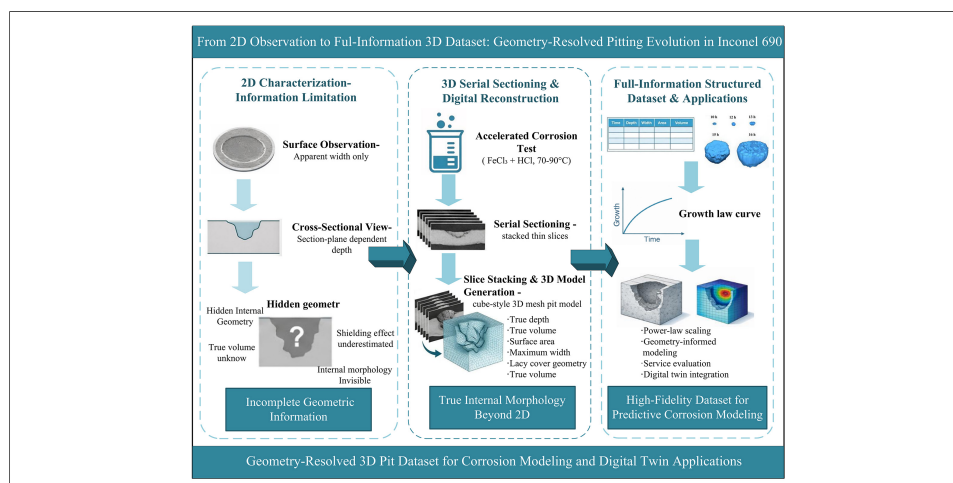 From 2D Observation to Ful-Information 3D Dataset: Geometry-Resolved Pitting Evolution in Inconel 690
2D Characterization-
Information Limitation
Surface Observation-
Apparent width only
Cross-Sectional View-
Section-plane dependent
depth
Hidden geometr
Hidden Internal
Geometry
?
Shielding effect
underestimated
True volume
unknow
Internal morphology
Invisible
Incomplete Geometric
Information
3D Serial Sectioning &
Digital Reconstruction
Accelerated Corrosion
Test
( FeCl₃ + HCl, 70-90°C)
Serial Sectioning -
stacked thin slices
Slice Stacking & 3D Model
Generation -
cube-style 3D mesh pit model
·True depth
·True volume
·Surface area
·Maximum width
·Lacy cover geometry
·True volume
True Internal Morphology
Beyond 2D
Full-Information Structured
Dataset & Applications
Time Depth Width Area Volume
Growth
Time
Growth law curve
·Power-law scaling
·Geometry-informed
modeling
·Service evaluation
·Digital twin integration
High-Fidelity Dataset for
Predictive Corrosion Modeling
Geometry-Resolved 3D Pit Dataset for Corrosion Modeling and Digital Twin Applications